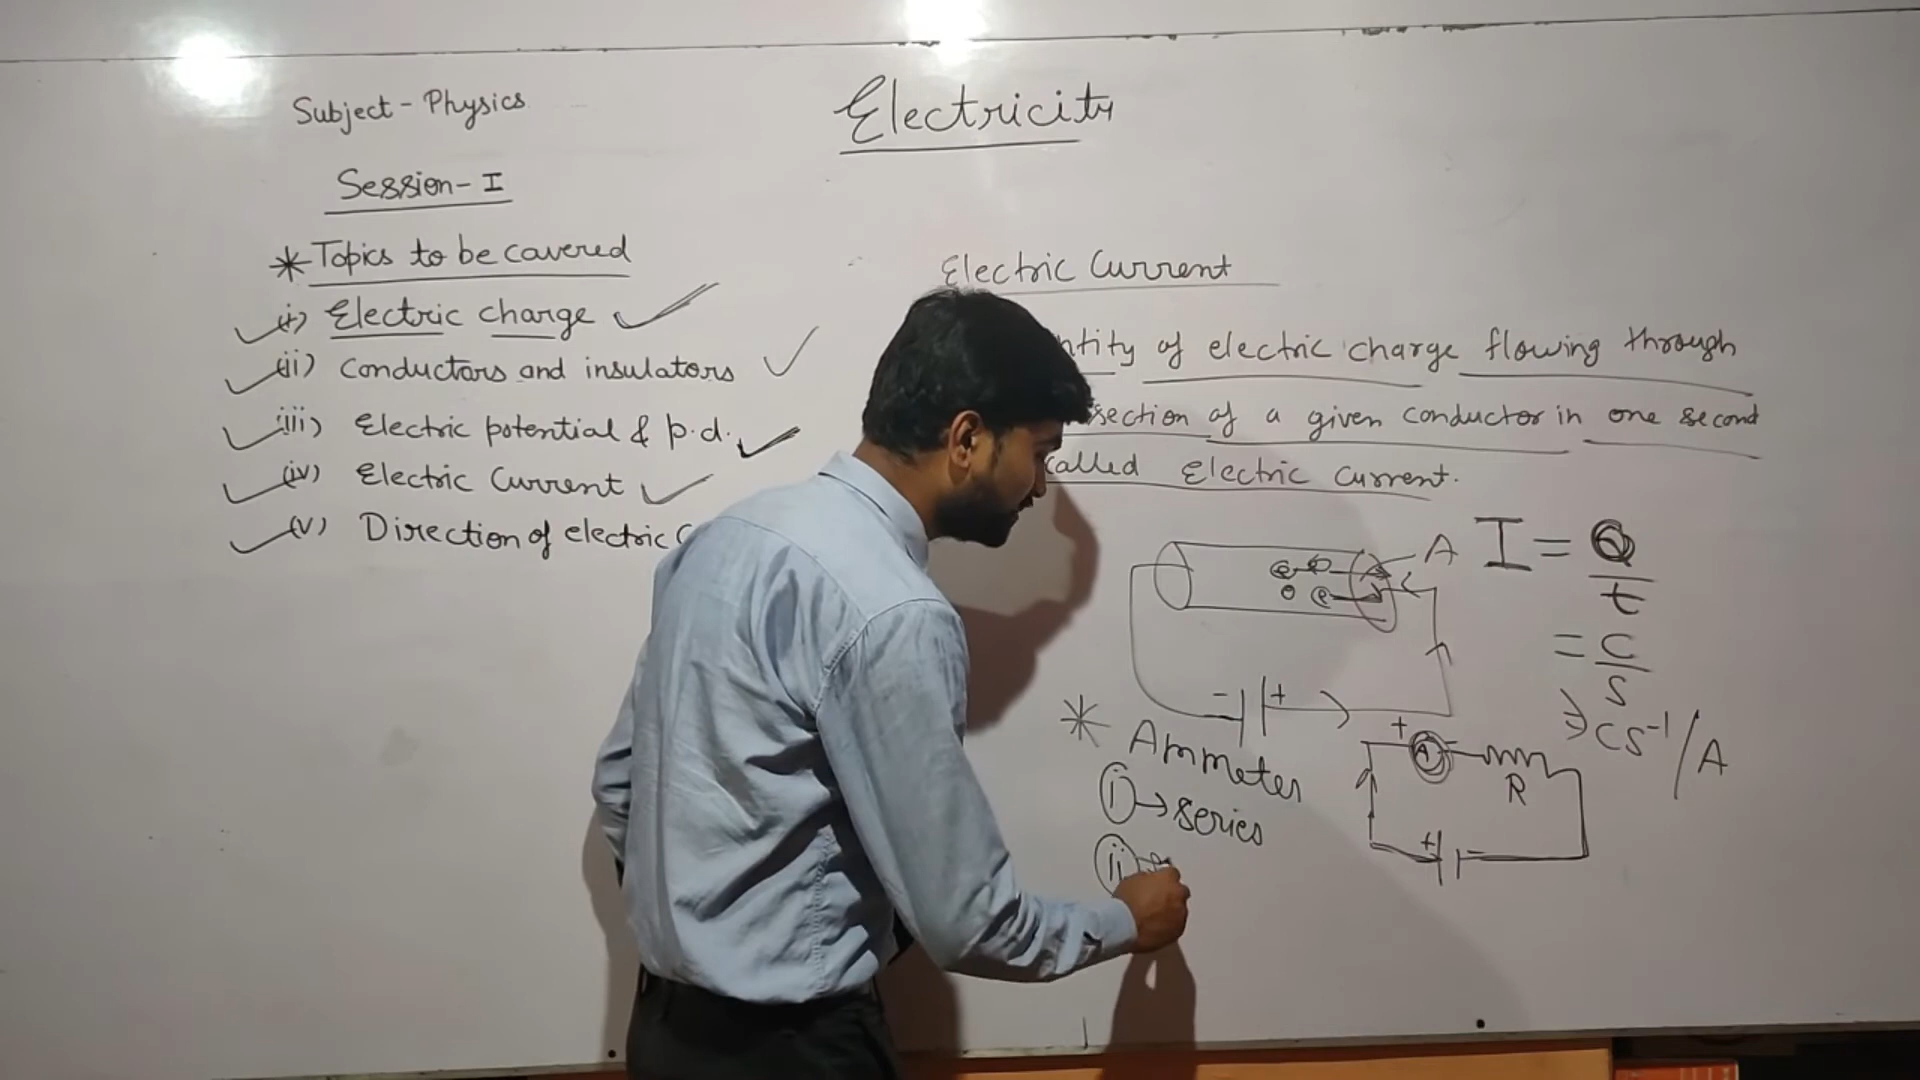 Subject - Physics
Electricity
Session - I
* Topics to be covered
(i) Electric charge
(ii) Conductors and insulators
(iii) Electric potential & p.d.
(iv) Electric Current
(v) Direction of electric
Electric Current
of electric charge flowing through
section of a given conductor in one second
called Electric Current.
A
I = Q
t
= C
S
⇒ CS⁻¹ / A
- +
* Ammeter
(i) → series
(ii)
+ A -
R
+ -